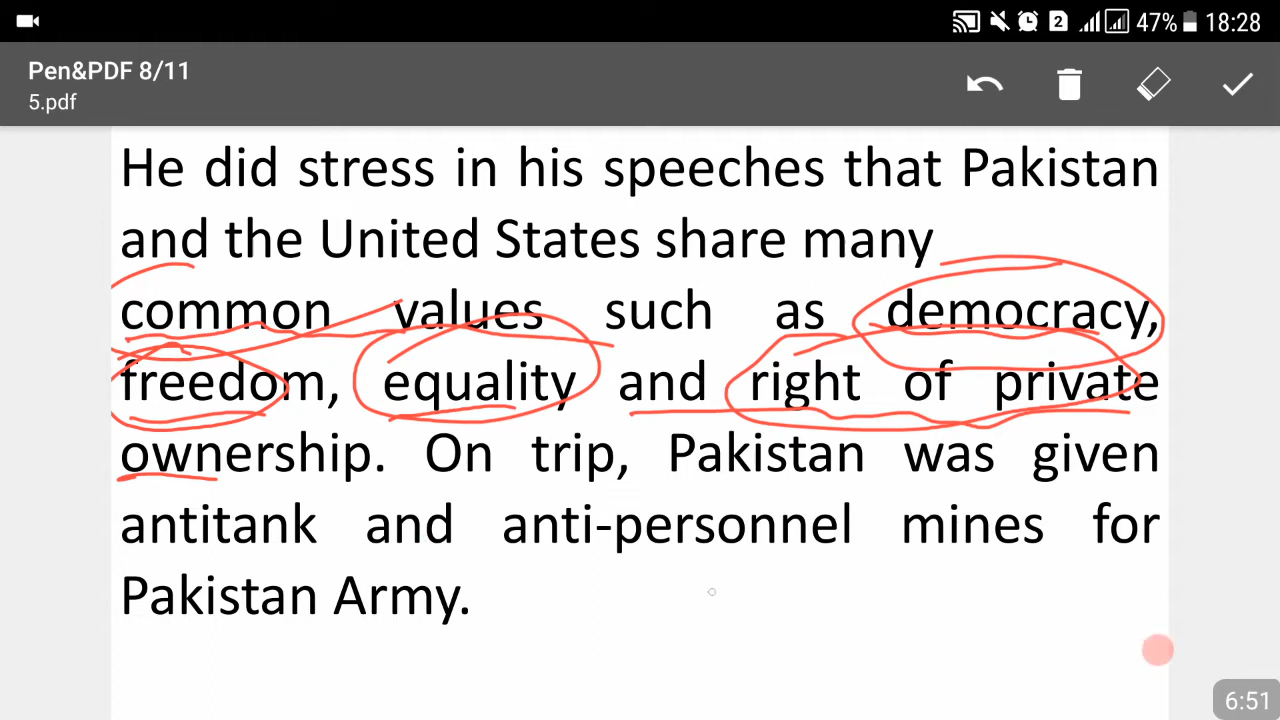 2 47% 18:28
Pen&PDF 8/11
5.pdf
He did stress in his speeches that Pakistan
and the United States share many
common values such as democracy,
freedom, equality and right of private
ownership. On trip, Pakistan was given
antitank and anti-personnel mines for
Pakistan Army.
6:51